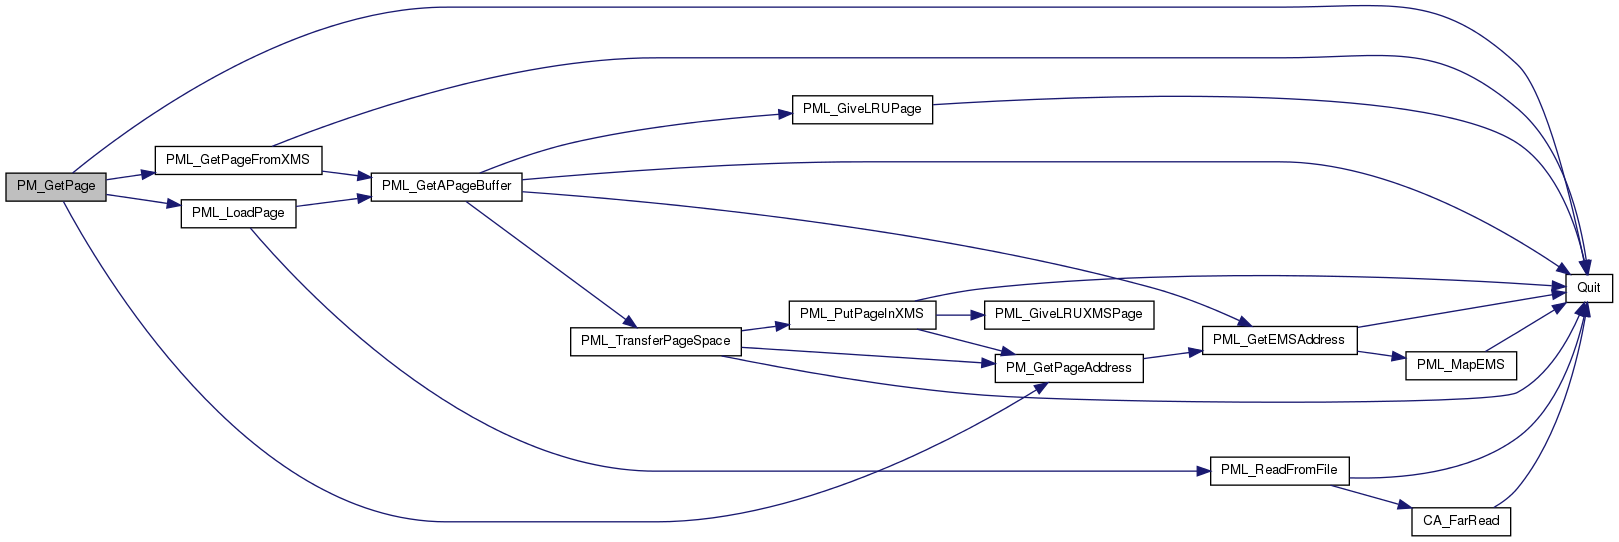 PM_GetPage
PML_GetPageFromXMS
PML_LoadPage
PML_GetAPageBuffer
PML_GiveLRUPage
PML_TransferPageSpace
PML_PutPageInXMS
PML_GiveLRUXMSPage
PM_GetPageAddress
PML_GetEMSAddress
PML_MapEMS
Quit
PML_ReadFromFile
CA_FarRead